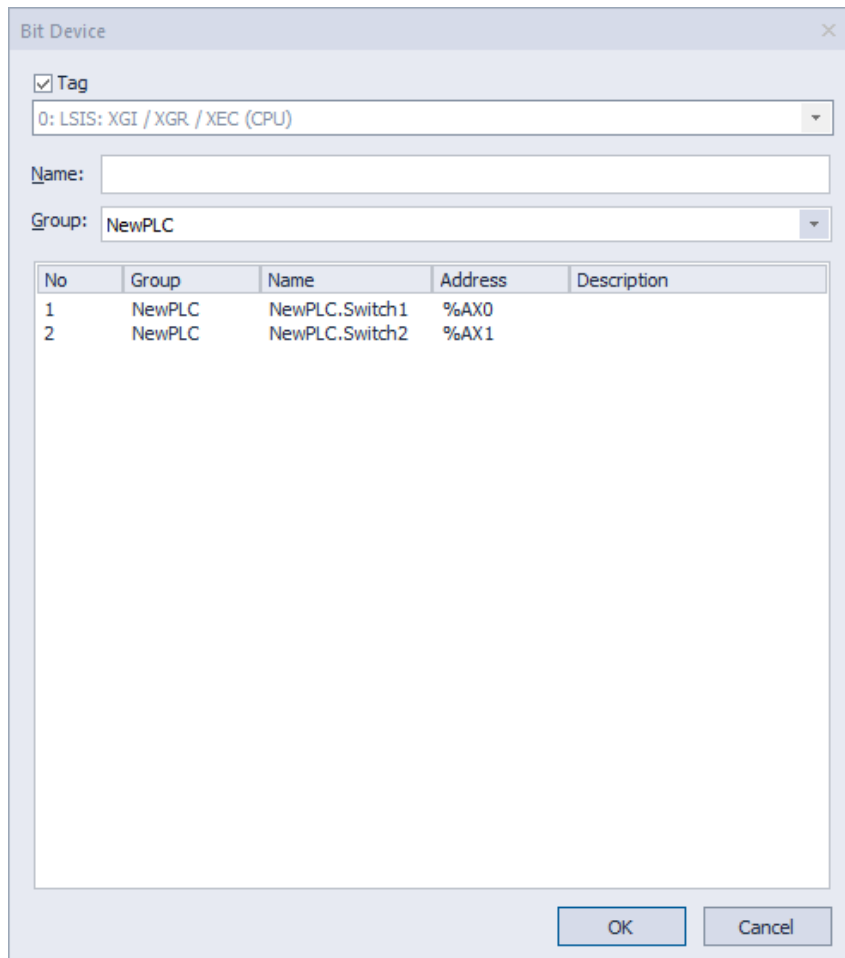 Bit Device
Tag
0: LSIS: XGI / XGR / XEC (CPU)
Name:
Group: NewPLC
No Group Name Address Description
1 NewPLC NewPLC.Switch1 %AX0
2 NewPLC NewPLC.Switch2 %AX1
OK Cancel